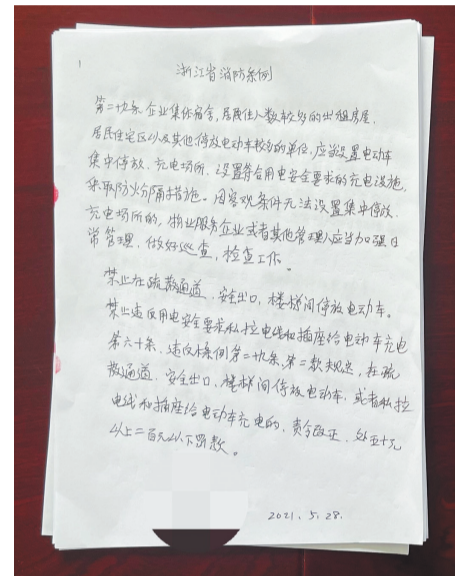 1
浙江省消防条例
第二九条 企业集体宿舍,居民住人数较多的出租房屋、
居民住宅区以及其他停放电动车较多的单位,应当设置电动车
集中停放、充电场所、设置符合用电安全要求的充电设施,
采取防火分隔措施。因客观条件无法设置集中停放、
充电场所的,物业服务企业或者其他管理人应当加强日
常管理,做好巡查,检查工作。
禁止在疏散通道、安全出口,楼梯间停放电动车。
禁止违反用电安全要求私拉电线和插座给电动车充电
第六十条,违反本条例第二九条,第二款规定,在疏
散通道、安全出口、楼梯间停放电动车,或者私拉
电线和插座给电动车充电的,责令改正,处五十元
以上二百元以下罚款。
2021.5.28.